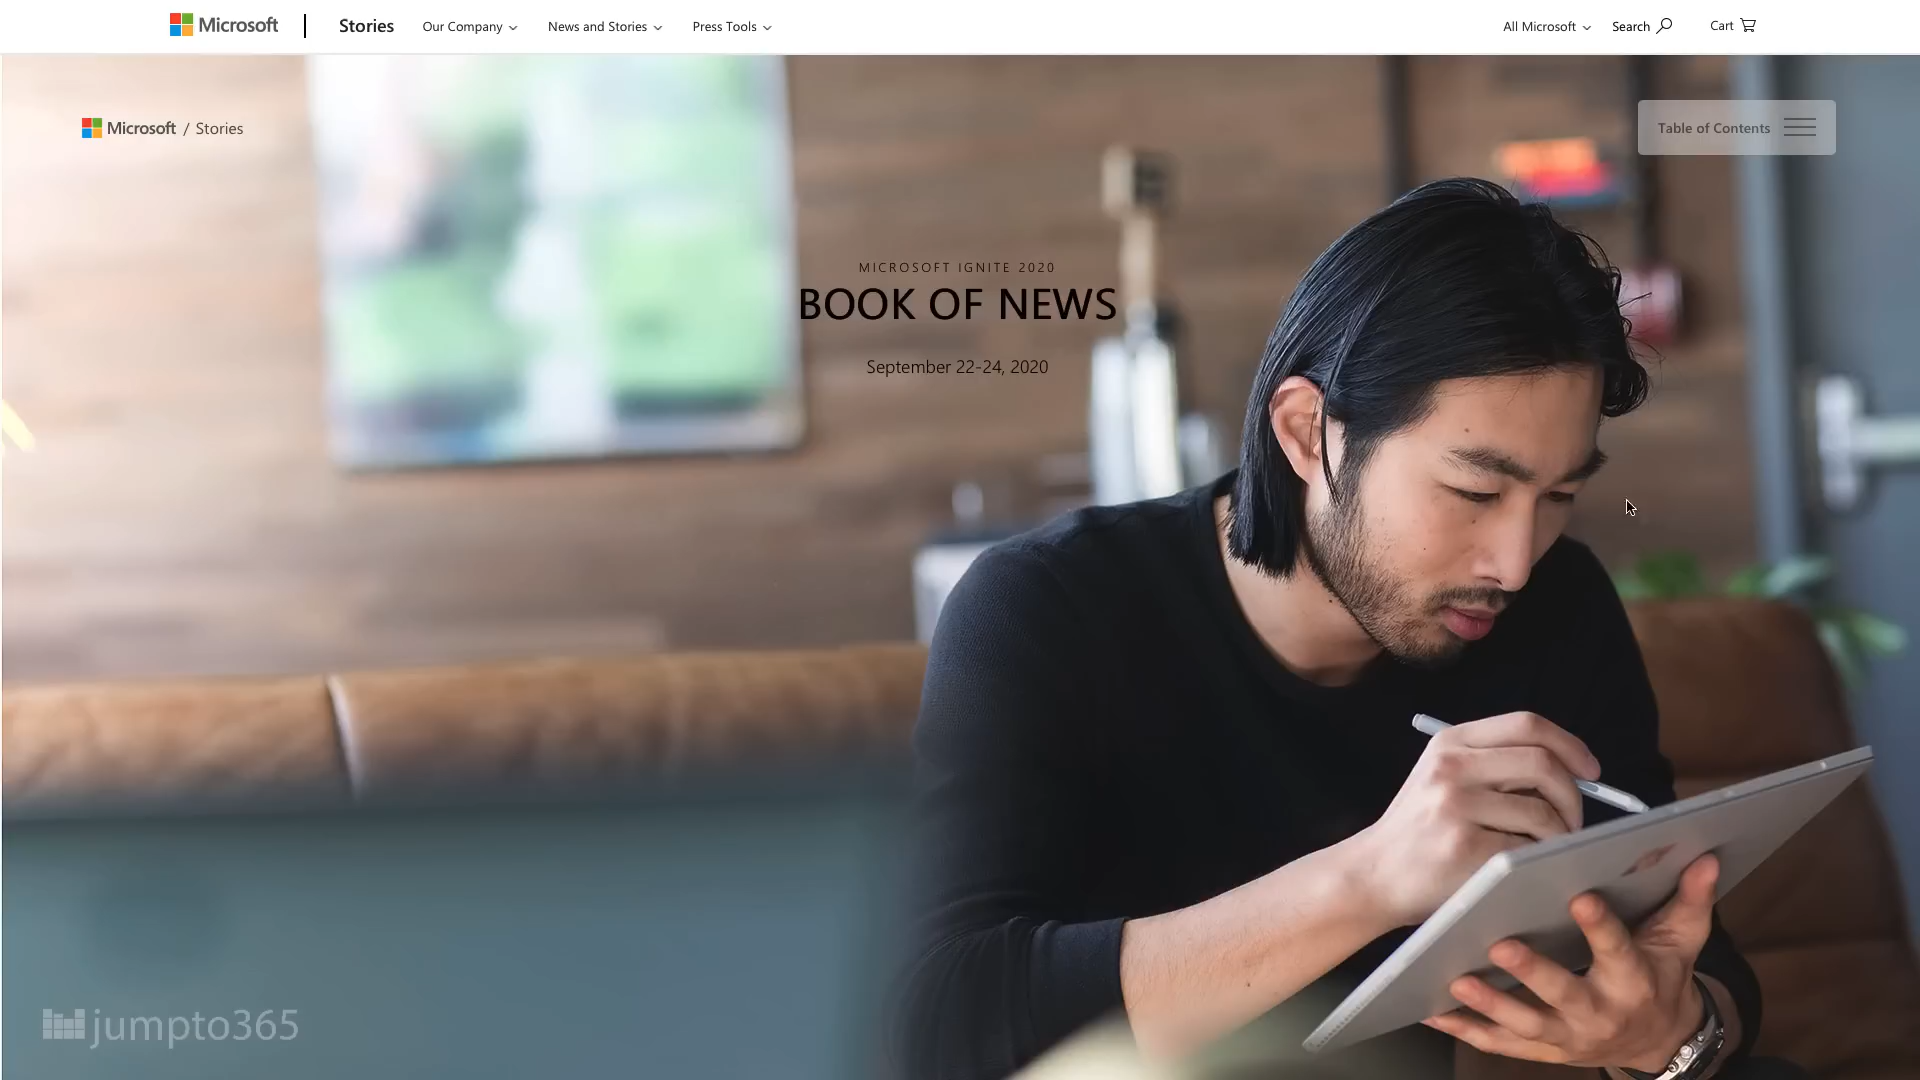 Microsoft
Stories
Our Company
News and Stories
Press Tools
All Microsoft
Search
Cart
Microsoft / Stories
Table of Contents
MICROSOFT IGNITE 2020
BOOK OF NEWS
September 22-24, 2020
jumpto365